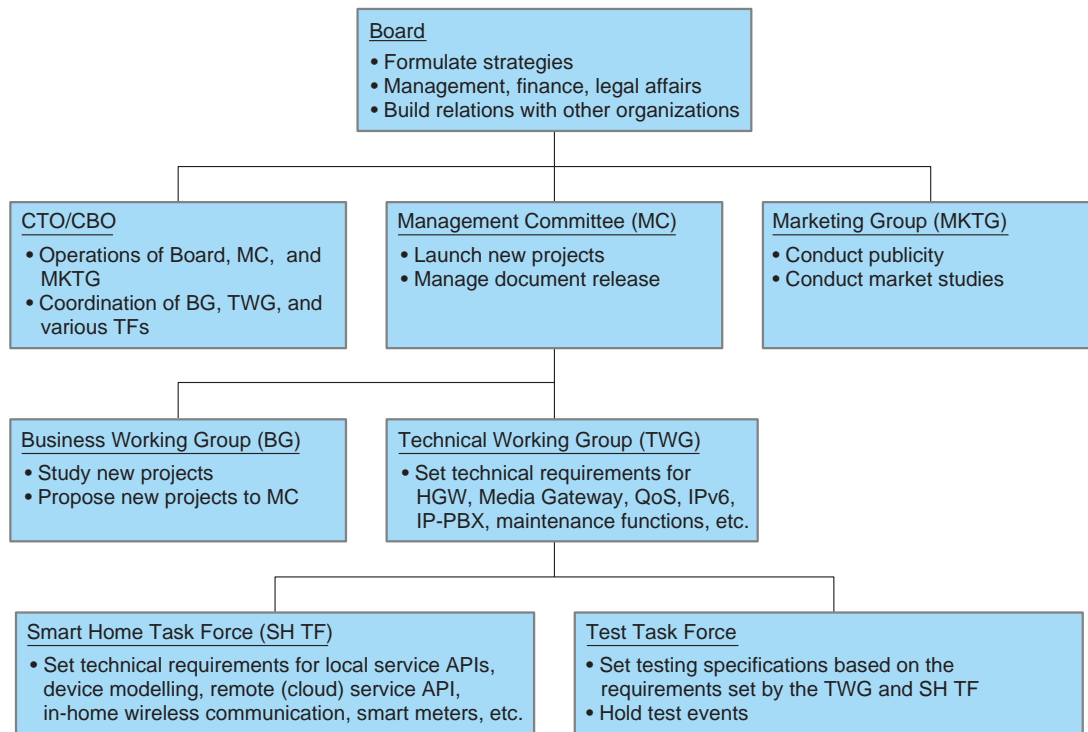 Board
• Formulate strategies
• Management, finance, legal affairs
• Build relations with other organizations
CTO/CBO
• Operations of Board, MC, and
MKTG
• Coordination of BG, TWG, and
various TFs
Management Committee (MC)
• Launch new projects
• Manage document release
Marketing Group (MKTG)
• Conduct publicity
• Conduct market studies
Business Working Group (BG)
• Study new projects
• Propose new projects to MC
Technical Working Group (TWG)
• Set technical requirements for
HGW, Media Gateway, QoS, IPv6,
IP-PBX, maintenance functions, etc.
Smart Home Task Force (SH TF)
• Set technical requirements for local service APIs,
device modelling, remote (cloud) service API,
in-home wireless communication, smart meters, etc.
Test Task Force
• Set testing specifications based on the
requirements set by the TWG and SH TF
• Hold test events